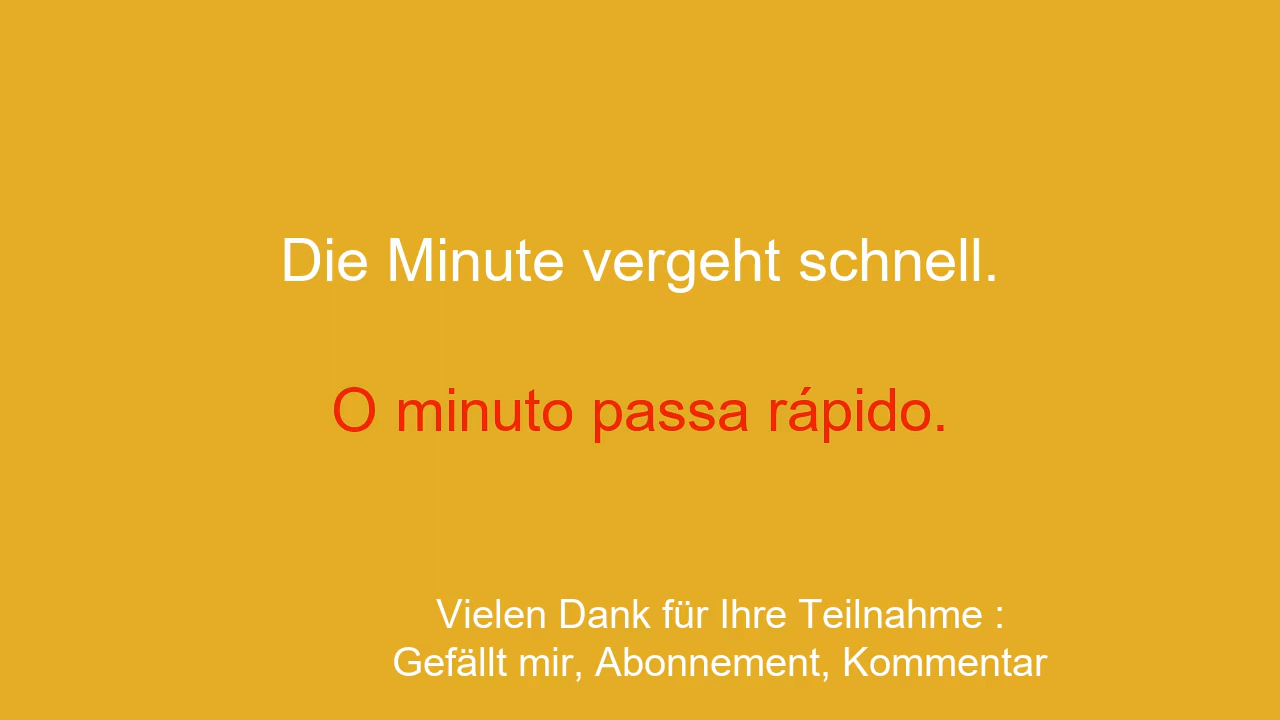 Die Minute vergeht schnell.
O minuto passa rápido.
Vielen Dank für Ihre Teilnahme :
Gefällt mir, Abonnement, Kommentar